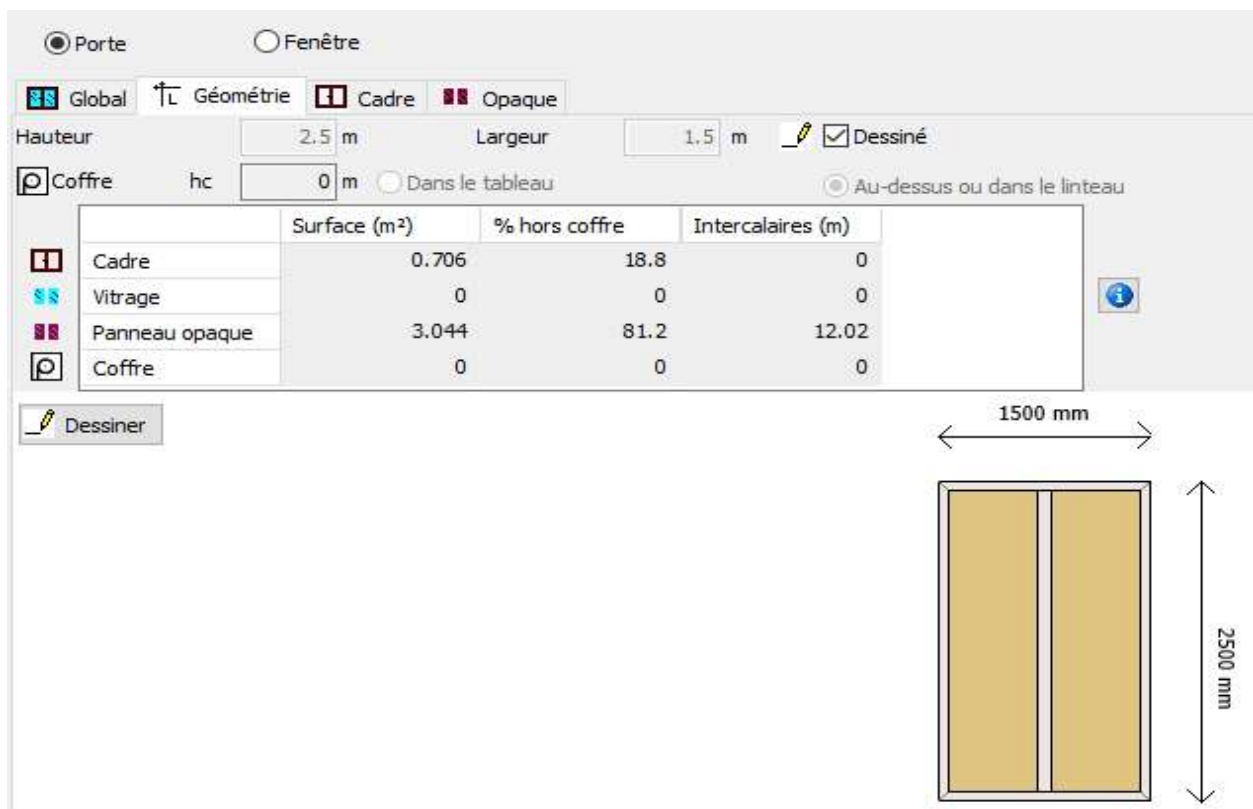 Porte Fenêtre
Global Géométrie Cadre Opaque
Hauteur 2.5 m Largeur 1.5 m Dessiné
Coffre hc 0 m Dans le tableau Au-dessus ou dans le linteau
Surface (m²) % hors coffre Intercalaires (m)
Cadre 0.706 18.8 0
Vitrage 0 0 0
Panneau opaque 3.044 81.2 12.02
Coffre 0 0 0
Dessiner
1500 mm
2500 mm